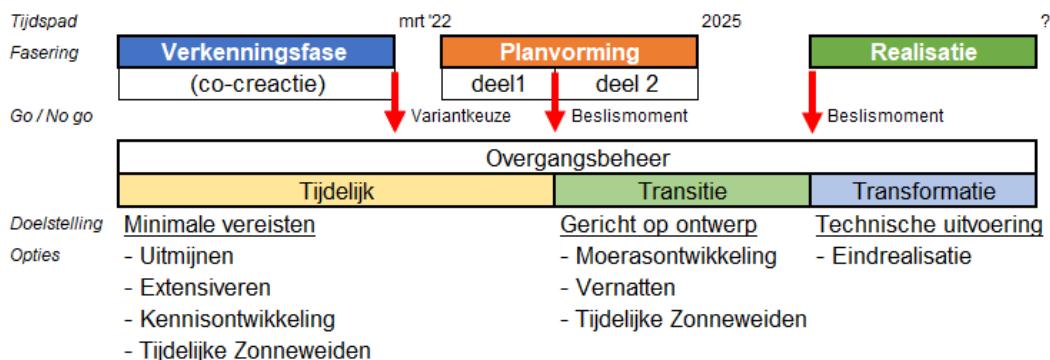 Tijdspad mrt '22 2025 ?
Fasering Verkenningsfase Planvorming Realisatie
(co-creactie) deel1 deel 2
Go / No go Variantkeuze Beslismoment Beslismoment
Overgangsbeheer
Tijdelijk Transitie Transformatie
Doelstelling Minimale vereisten Gericht op ontwerp Technische uitvoering
Opties - Uitmijnen - Moerasontwikkeling - Eindrealisatie
- Extensiveren - Vernatten
- Kennisontwikkeling - Tijdelijke Zonneweiden
- Tijdelijke Zonneweiden